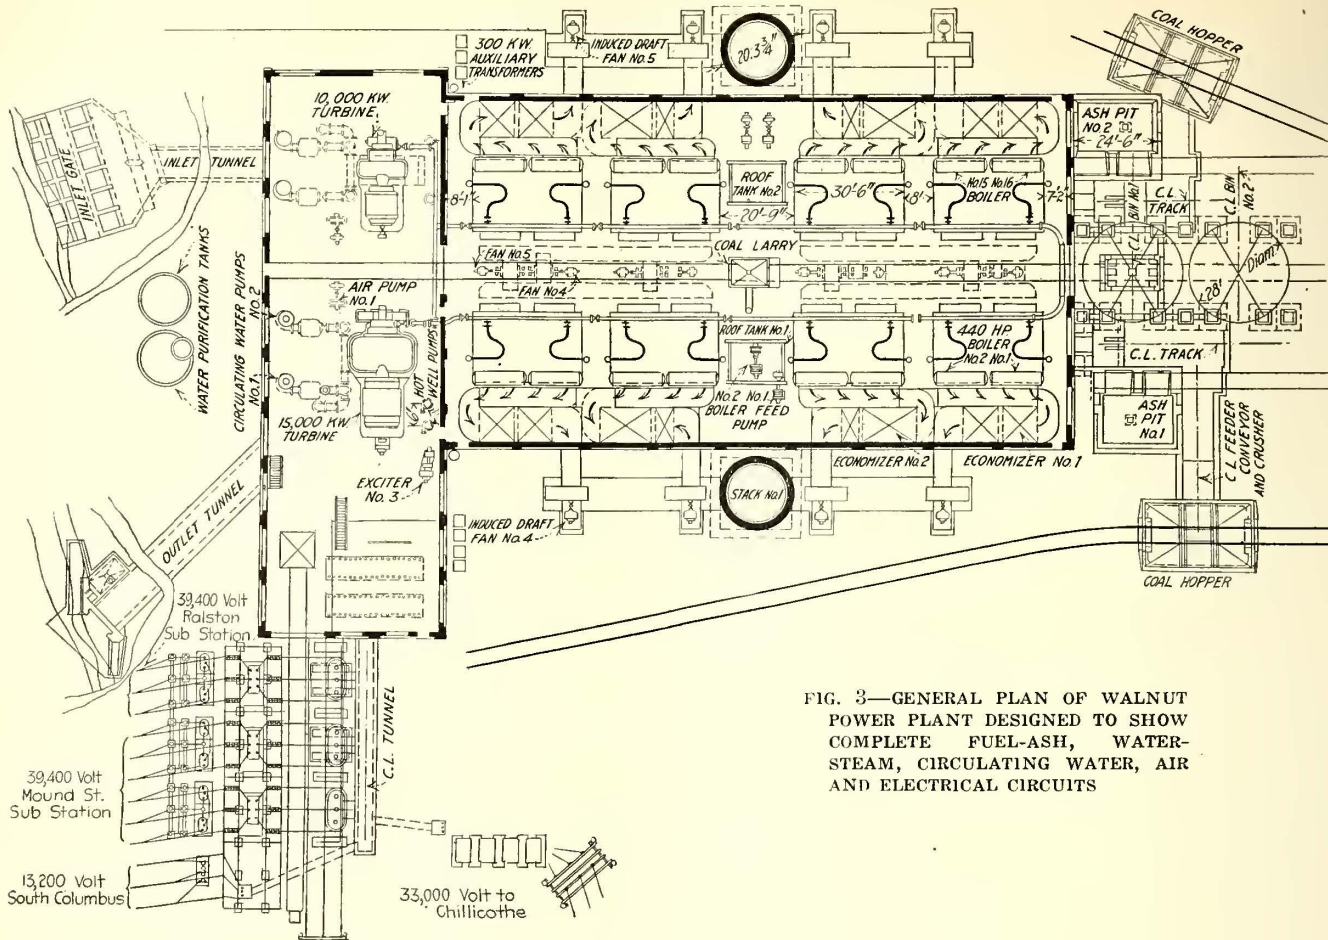 COAL HOPPER
300 KW.
AUXILIARY
TRANSFORMERS
INDUCED DRAFT
FAN No. 5
20.3 3/4"
10,000 KW.
TURBINE
ASH PIT
No. 2
24'-6"
INLET TUNNEL
INLET GATE
ROOF
TANK No. 2
30'-6"
8'-1"
8'
No. 15 No. 16
BOILER
7'-2"
BIN No. 1
C.L.
TRACK
C.L. BIN
No. 2
20'-9"
COAL LARRY
FAN No. 5
FAN No. 4
C.L.
Diam.
28'
WATER PURIFICATION TANKS
CIRCULATING WATER PUMPS
No. 1
No. 2
AIR PUMP
No. 1
ROOF TANK No. 1
440 HP
BOILER
No. 2 No. 1
C.L. TRACK
6" HOT
WELL PUMPS
15,000 KW.
TURBINE
No. 2 No. 1
BOILER FEED
PUMP
ASH
PIT
No. 1
ECONOMIZER No. 2
ECONOMIZER No. 1
C L FEEDER
CONVEYOR
AND CRUSHER
EXCITER
No. 3
STACK No. 1
INDUCED DRAFT
FAN No. 4
OUTLET TUNNEL
COAL HOPPER
39,400 Volt
Ralston
Sub Station
C.L. TUNNEL
39,400 Volt
Mound St.
Sub Station
13,200 Volt
South Columbus
33,000 Volt to
Chillicothe
FIG. 3—GENERAL PLAN OF WALNUT
POWER PLANT DESIGNED TO SHOW
COMPLETE FUEL-ASH, WATER-
STEAM, CIRCULATING WATER, AIR
AND ELECTRICAL CIRCUITS